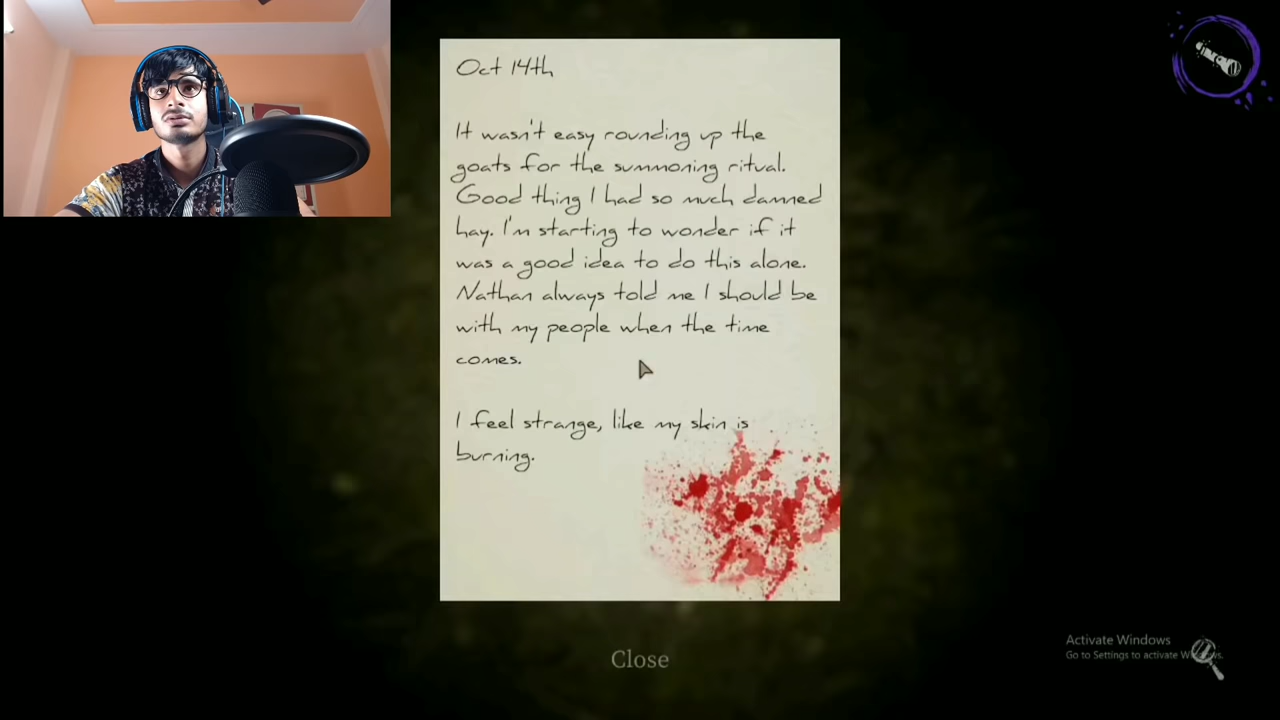 Oct 14th
It wasn't easy rounding up the
goats for the summoning ritual.
Good thing I had so much damned
hay. I'm starting to wonder if it
was a good idea to do this alone.
Nathan always told me I should be
with my people when the time
comes.
I feel strange, like my skin is
burning.
Close
Activate Windows
Go to Settings to activate Windows.